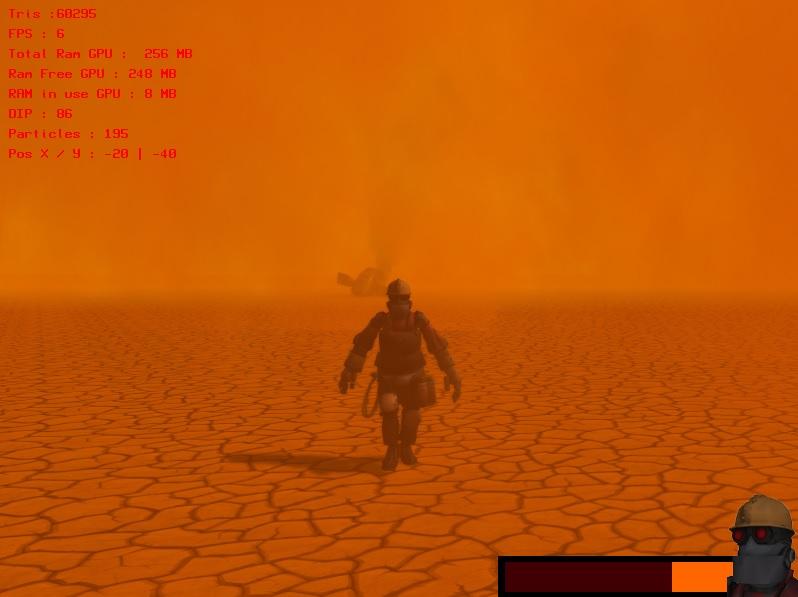 Tris :60295
FPS : 6
Total Ram GPU :  256 MB
Ram Free GPU : 248 MB
RAM in use GPU : 8 MB
DIP : 86
Particles : 195
Pos X / Y : -20 | -40